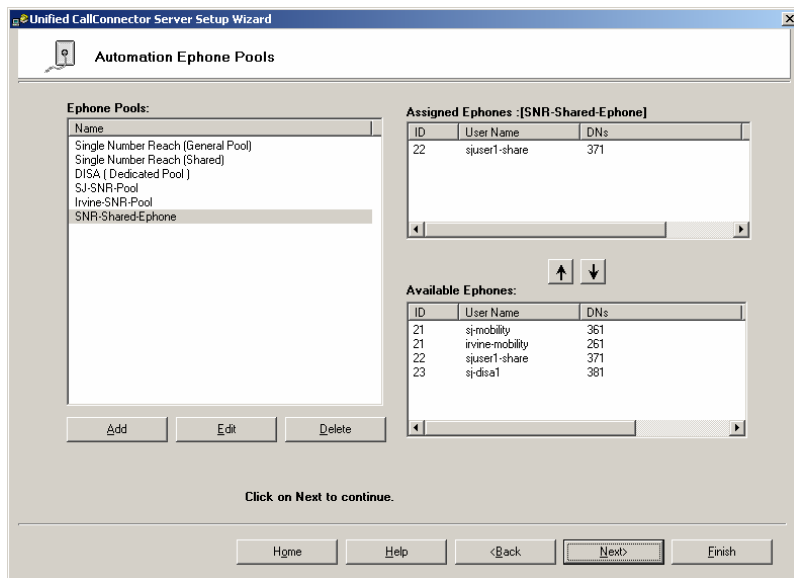 Unified CallConnector Server Setup Wizard
Automation Ephone Pools
Ephone Pools:
Name
Single Number Reach (General Pool)
Single Number Reach (Shared)
DISA ( Dedicated Pool )
SJ-SNR-Pool
Irvine-SNR-Pool
SNR-Shared-Ephone
Add Edit Delete
Assigned Ephones :[SNR-Shared-Ephone]
ID User Name DNs
22 sjuser1-share 371
Available Ephones:
ID User Name DNs
21 sj-mobility 361
21 irvine-mobility 261
22 sjuser1-share 371
23 sj-disa1 381
Click on Next to continue.
Home Help <Back Next> Finish